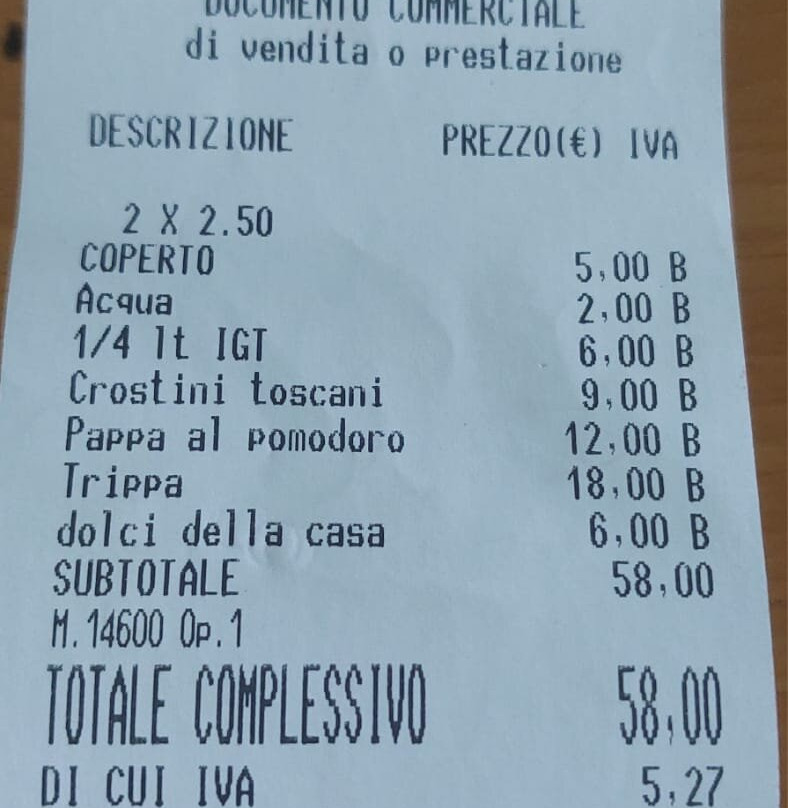 DOCUMENTO COMMERCIALE
di vendita o prestazione
DESCRIZIONE PREZZO(€) IVA
2 X 2.50
COPERTO 5,00 B
Acqua 2,00 B
1/4 lt IGT 6,00 B
Crostini toscani 9,00 B
Pappa al pomodoro 12,00 B
Trippa 18,00 B
dolci della casa 6,00 B
SUBTOTALE 58,00
M.14600 Op.1
TOTALE COMPLESSIVO 58,00
DI CUI IVA 5,27